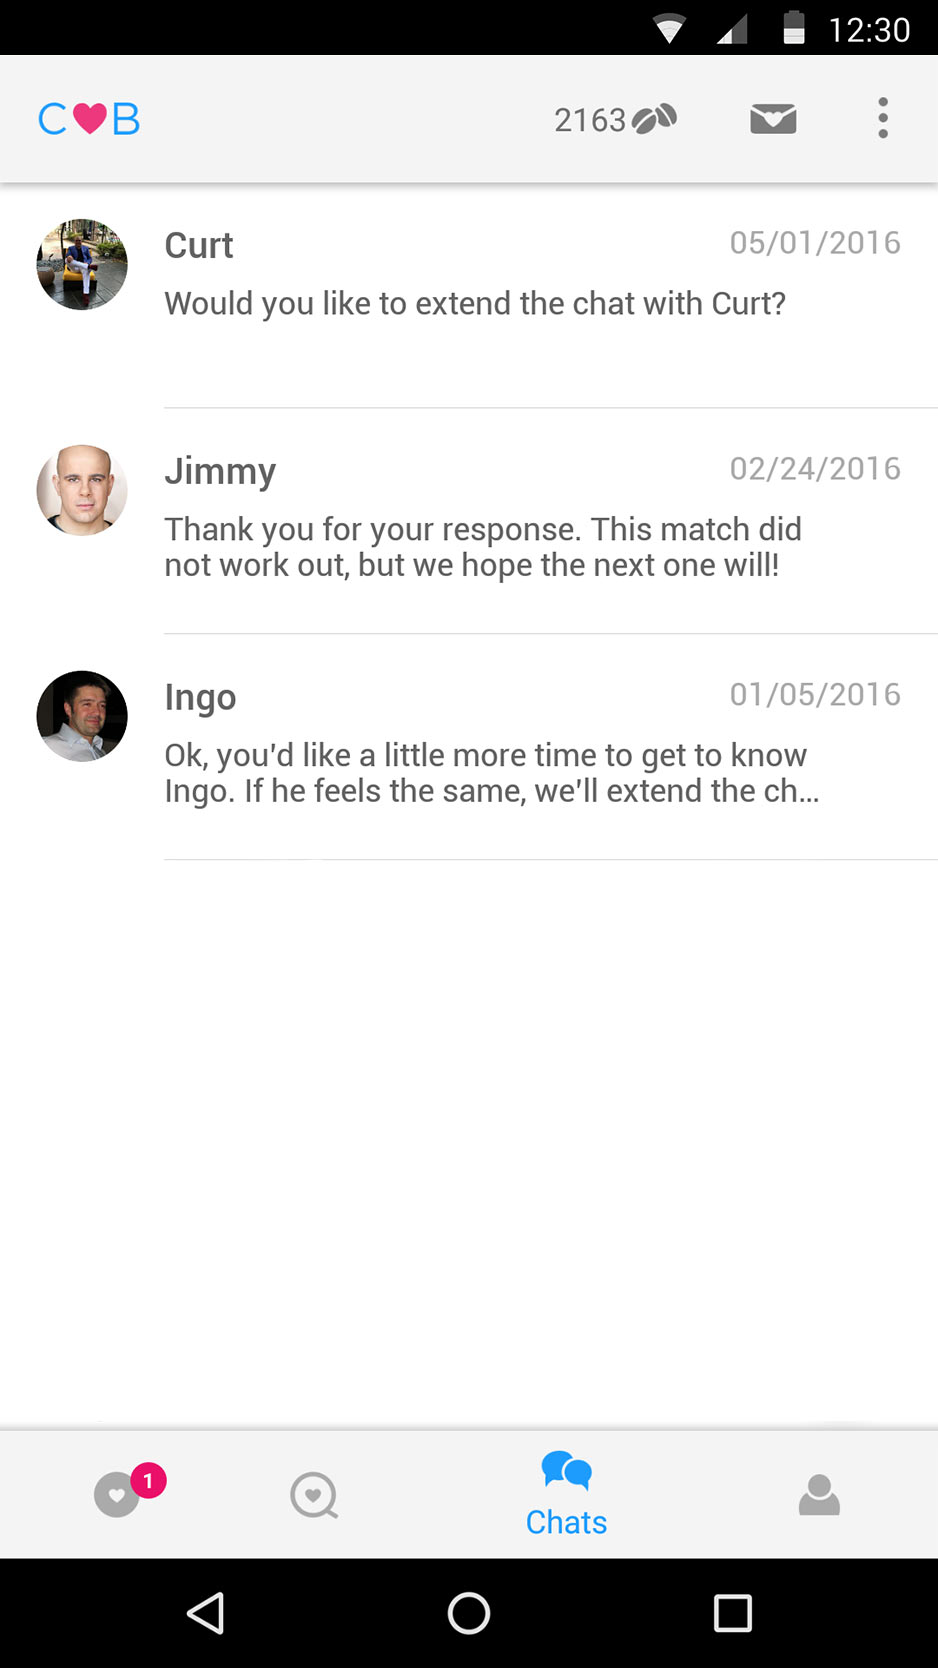 12:30
C B
2163
Curt
05/01/2016
Would you like to extend the chat with Curt?
Jimmy
02/24/2016
Thank you for your response. This match did
not work out, but we hope the next one will!
Ingo
01/05/2016
Ok, you'd like a little more time to get to know
Ingo. If he feels the same, we'll extend the ch...
1
Chats